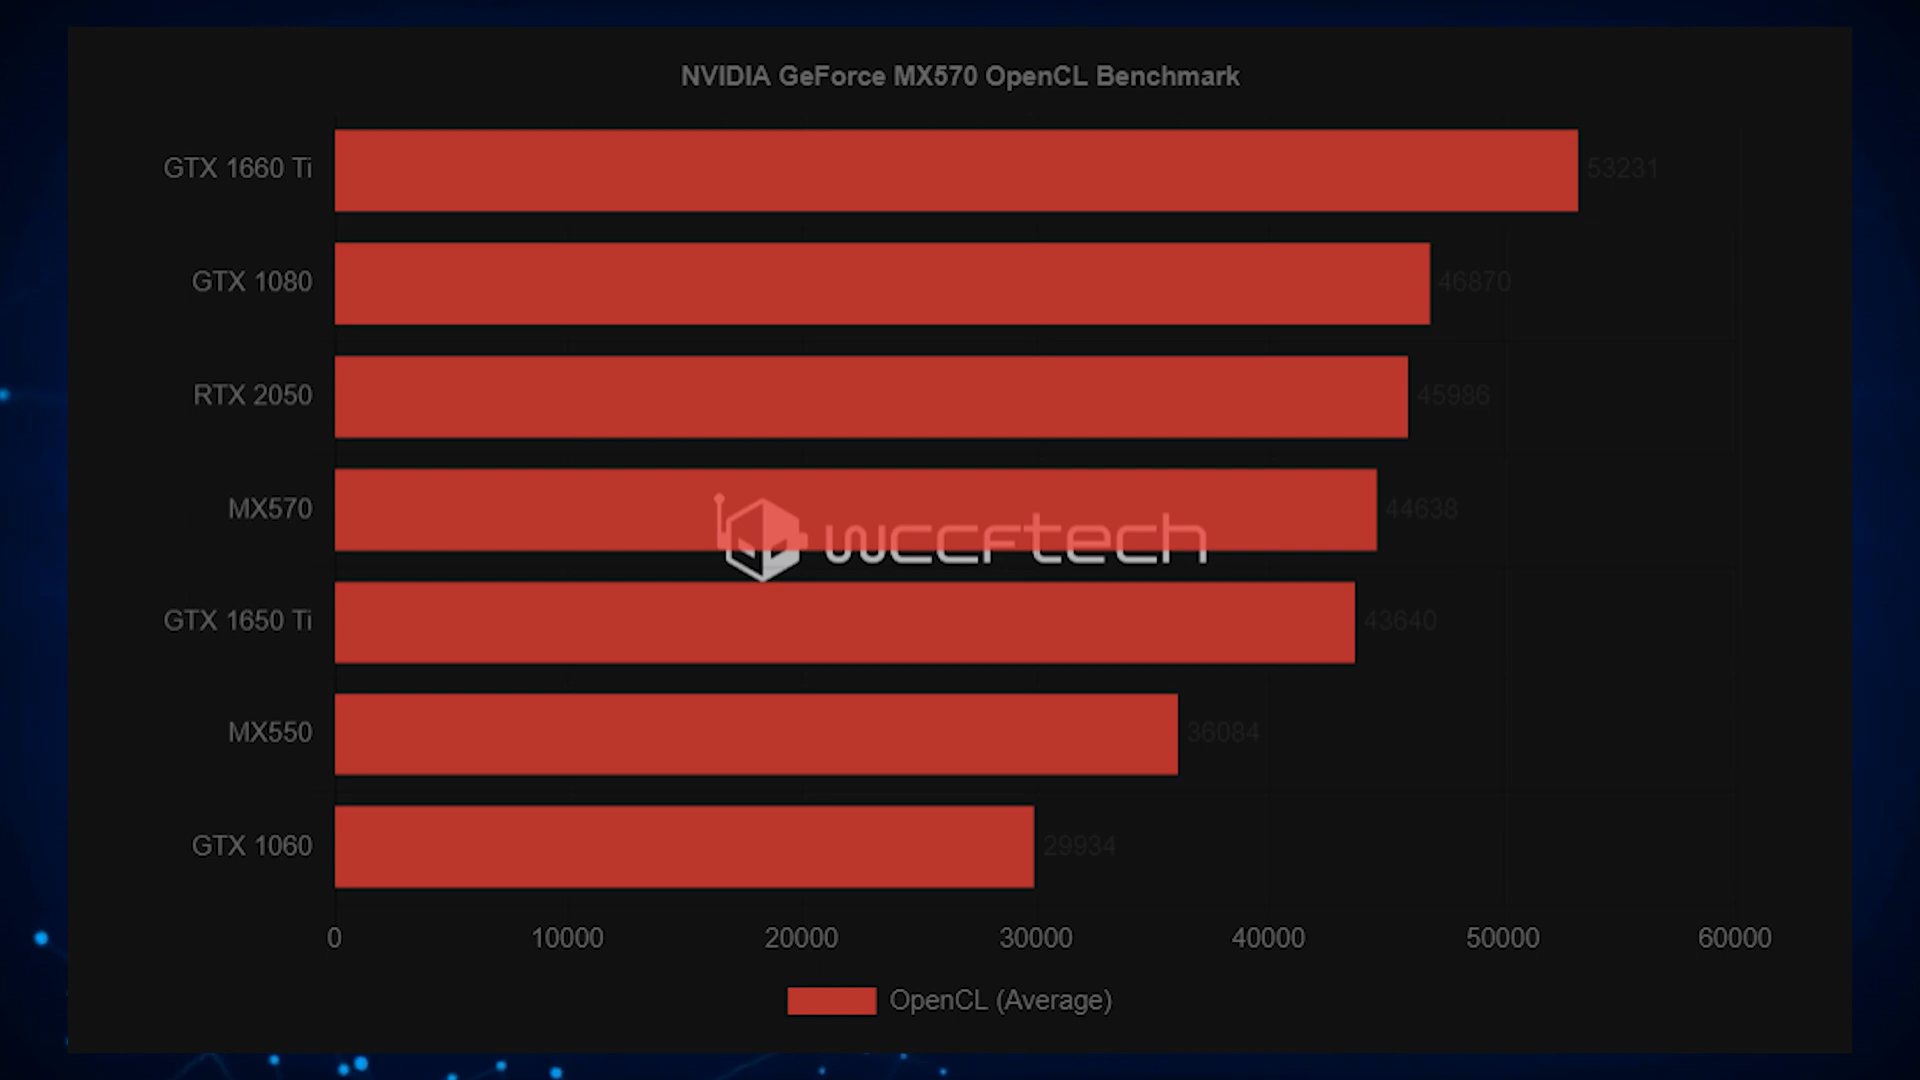 NVIDIA GeForce MX570 OpenCL Benchmark
GTX 1660 Ti 53231
GTX 1080 46870
RTX 2050 45986
MX570 44638
wccftech
GTX 1650 Ti 43640
MX550 36084
GTX 1060 29934
0 10000 20000 30000 40000 50000 60000
OpenCL (Average)